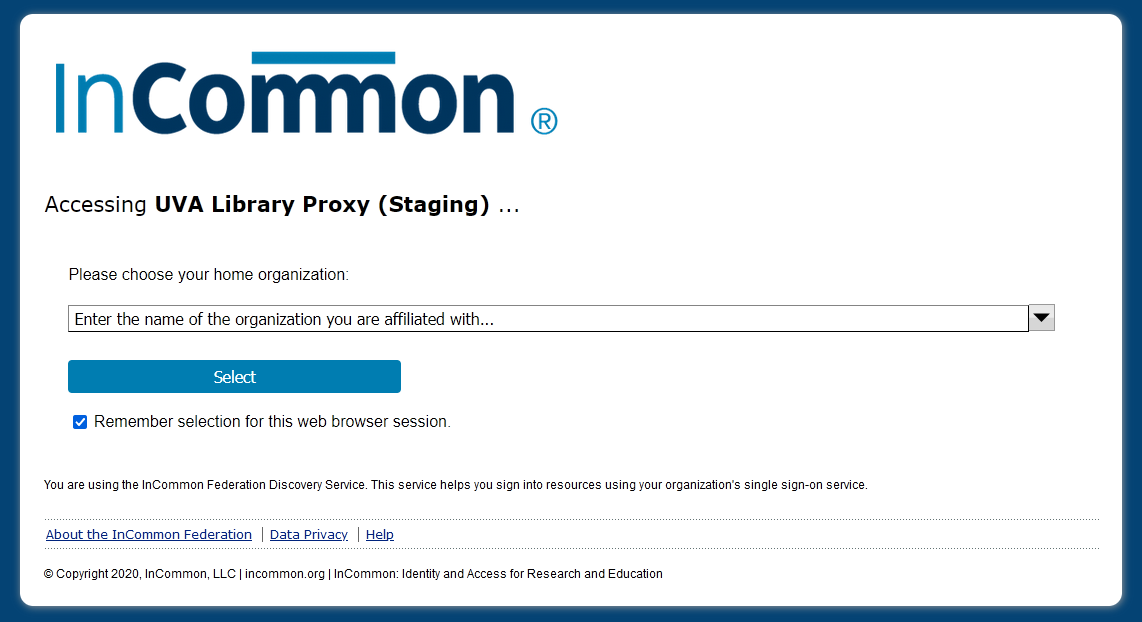 InCommon ®
Accessing UVA Library Proxy (Staging) ...
Please choose your home organization:
Enter the name of the organization you are affiliated with...
Select
Remember selection for this web browser session.
You are using the InCommon Federation Discovery Service. This service helps you sign into resources using your organization's single sign-on service.
About the InCommon Federation | Data Privacy | Help
© Copyright 2020, InCommon, LLC | incommon.org | InCommon: Identity and Access for Research and Education